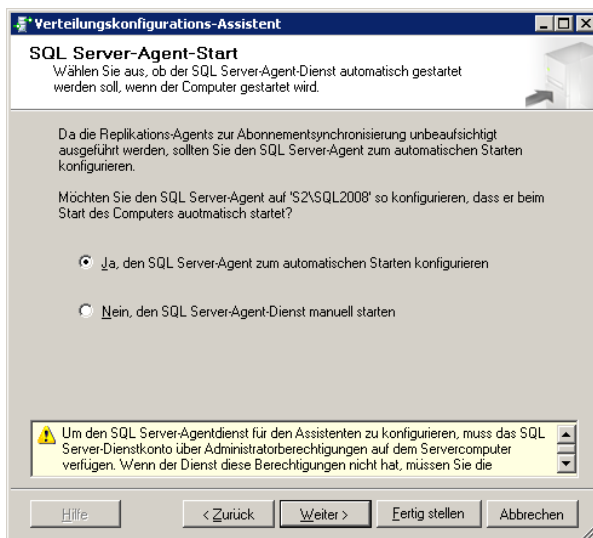 Verteilungskonfigurations-Assistent
SQL Server-Agent-Start
Wählen Sie aus, ob der SQL Server-Agent-Dienst automatisch gestartet
werden soll, wenn der Computer gestartet wird.
Da die Replikations-Agents zur Abonnementsynchronisierung unbeaufsichtigt
ausgeführt werden, sollten Sie den SQL Server-Agent zum automatischen Starten
konfigurieren.
Möchten Sie den SQL Server-Agent auf 'S2\SQL2008' so konfigurieren, dass er beim
Start des Computers auotmatisch startet?
Ja, den SQL Server-Agent zum automatischen Starten konfigurieren
Nein, den SQL Server-Agent-Dienst manuell starten
Um den SQL Server-Agentdienst für den Assistenten zu konfigurieren, muss das SQL
Server-Dienstkonto über Administratorberechtigungen auf dem Servercomputer
verfügen. Wenn der Dienst diese Berechtigungen nicht hat, müssen Sie die
Hilfe
< Zurück
Weiter >
Fertig stellen
Abbrechen